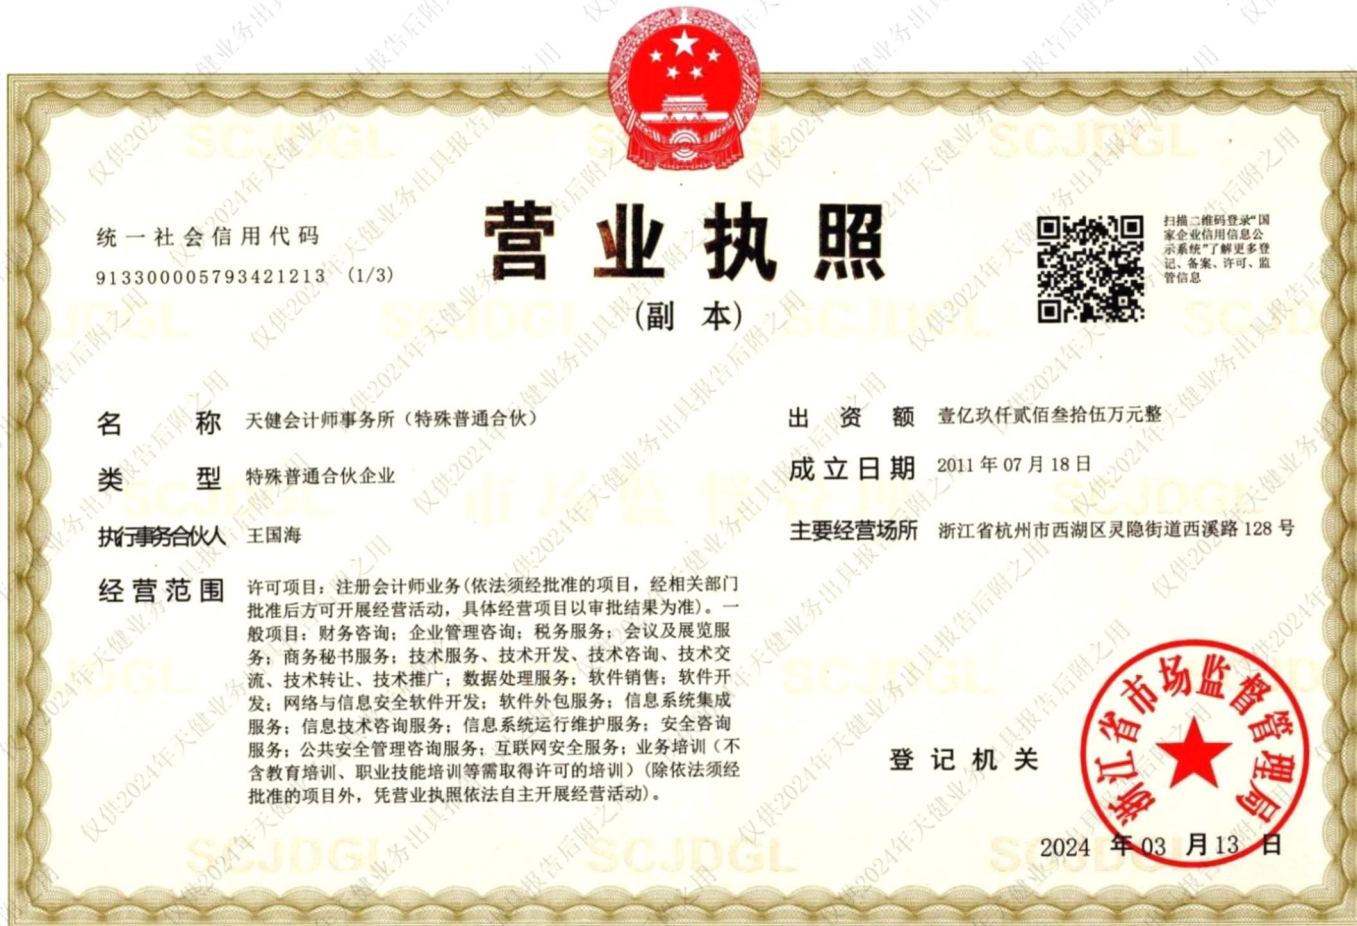 营业执照
(副 本)
统一社会信用代码
913300005793421213 (1/3)
扫描二维码登录“国
家企业信用信息公
示系统”了解更多登
记、备案、许可、监
管信息
名 称 天健会计师事务所（特殊普通合伙）
类 型 特殊普通合伙企业
执行事务合伙人 王国海
经营范围 许可项目：注册会计师业务(依法须经批准的项目，经相关部门
批准后方可开展经营活动，具体经营项目以审批结果为准)。一
般项目：财务咨询；企业管理咨询；税务服务；会议及展览服
务；商务秘书服务；技术服务、技术开发、技术咨询、技术交
流、技术转让、技术推广；数据处理服务；软件销售；软件开
发；网络与信息安全软件开发；软件外包服务；信息系统集成
服务；信息技术咨询服务；信息系统运行维护服务；安全咨询
服务；公共安全管理咨询服务；互联网安全服务；业务培训（不
含教育培训、职业技能培训等需取得许可的培训）(除依法须经
批准的项目外，凭营业执照依法自主开展经营活动)。
出 资 额 壹亿玖仟贰佰叁拾伍万元整
成立日期 2011 年 07 月 18 日
主要经营场所 浙江省杭州市西湖区灵隐街道西溪路 128 号
登 记 机 关
浙江省市场监督管理局
2024 年 03 月 13 日
SCJDGL
市场监督管理
仅供2024年天健业务出具报告后附之用